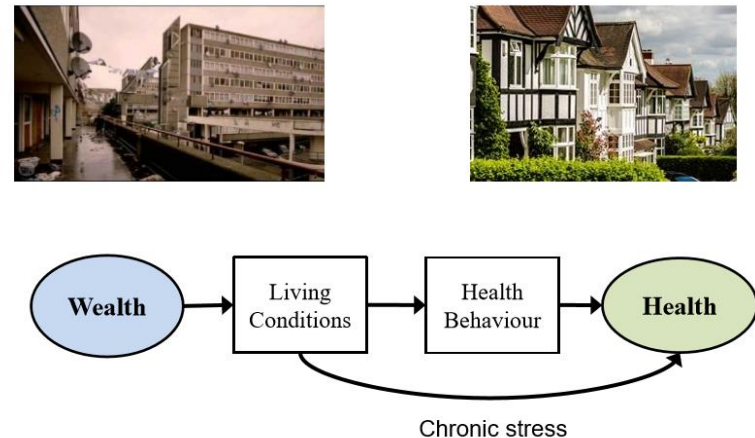 Wealth
Living
Conditions
Health
Behaviour
Health
Chronic stress